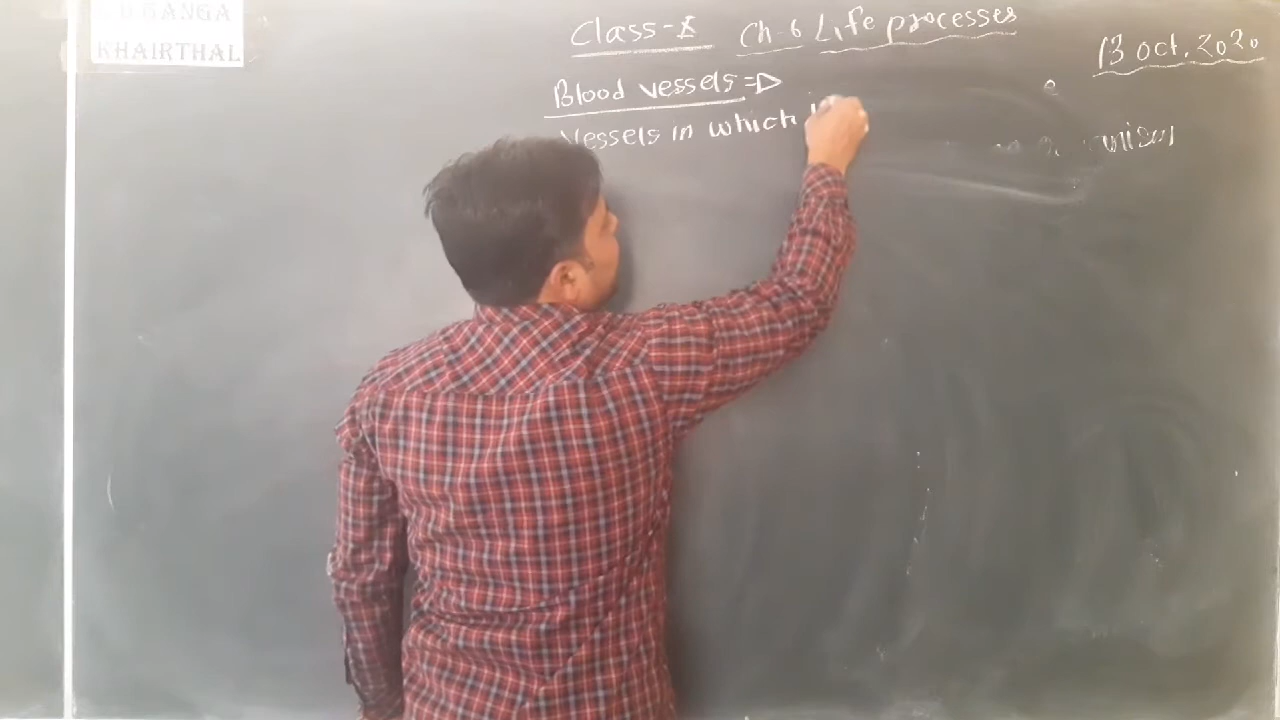 GANGA
KHAIRTHAL
Class-X Ch-6 Life processes
13 oct. 2020
Blood vessels =>
Vessels in which